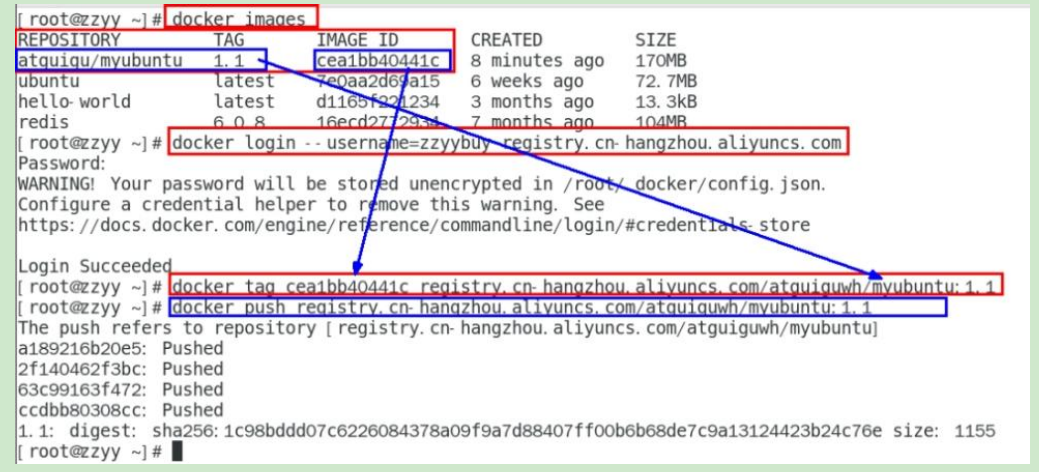 [root@zzyy ~]# docker images
REPOSITORY TAG IMAGE ID CREATED SIZE
atguigu/myubuntu 1.1 cea1bb40441c 8 minutes ago 170MB
ubuntu latest 7e0aa2d69a15 6 weeks ago 72.7MB
hello-world latest d1165f221234 3 months ago 13.3kB
redis 6.0.8 16ecd2772934 7 months ago 104MB
[root@zzyy ~]# docker login --username=zzyybuy registry.cn-hangzhou.aliyuncs.com
Password:
WARNING! Your password will be stored unencrypted in /root/.docker/config.json.
Configure a credential helper to remove this warning. See
https://docs.docker.com/engine/reference/commandline/login/#credentials-store
Login Succeeded
[root@zzyy ~]# docker tag cea1bb40441c registry.cn-hangzhou.aliyuncs.com/atguiguwh/myubuntu:1.1
[root@zzyy ~]# docker push registry.cn-hangzhou.aliyuncs.com/atguiguwh/myubuntu:1.1
The push refers to repository [registry.cn-hangzhou.aliyuncs.com/atguiguwh/myubuntu]
a189216b20e5: Pushed
2f140462f3bc: Pushed
63c99163f472: Pushed
ccdbb80308cc: Pushed
1.1: digest: sha256:1c98bddd07c6226084378a09f9a7d88407ff00b6b68de7c9a13124423b24c76e size: 1155
[root@zzyy ~]#